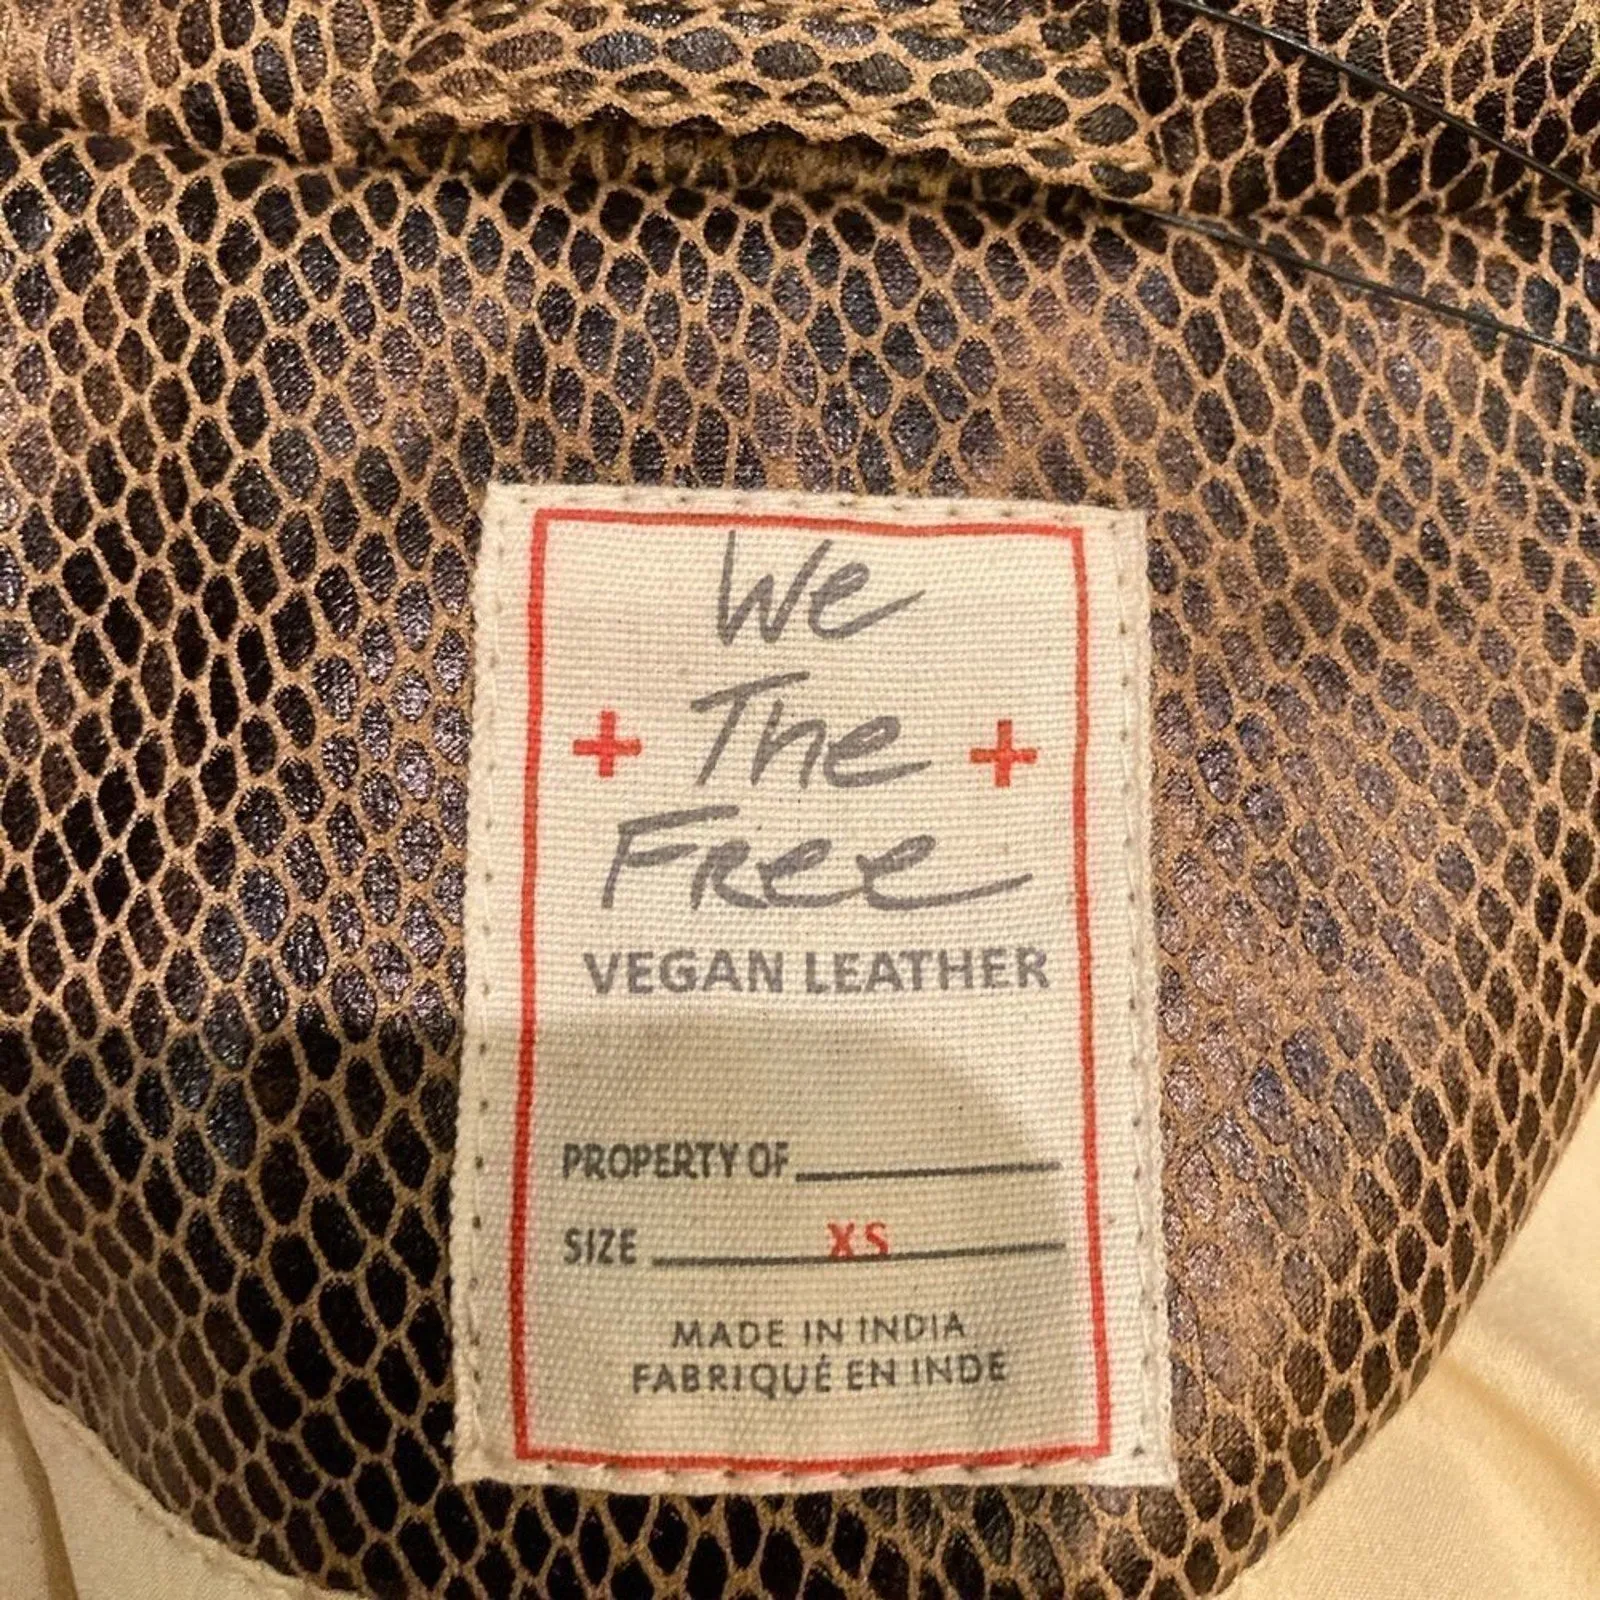 We
+ The +
Free
VEGAN LEATHER
PROPERTY OF
SIZE XS
MADE IN INDIA
FABRIQUÉ EN INDE